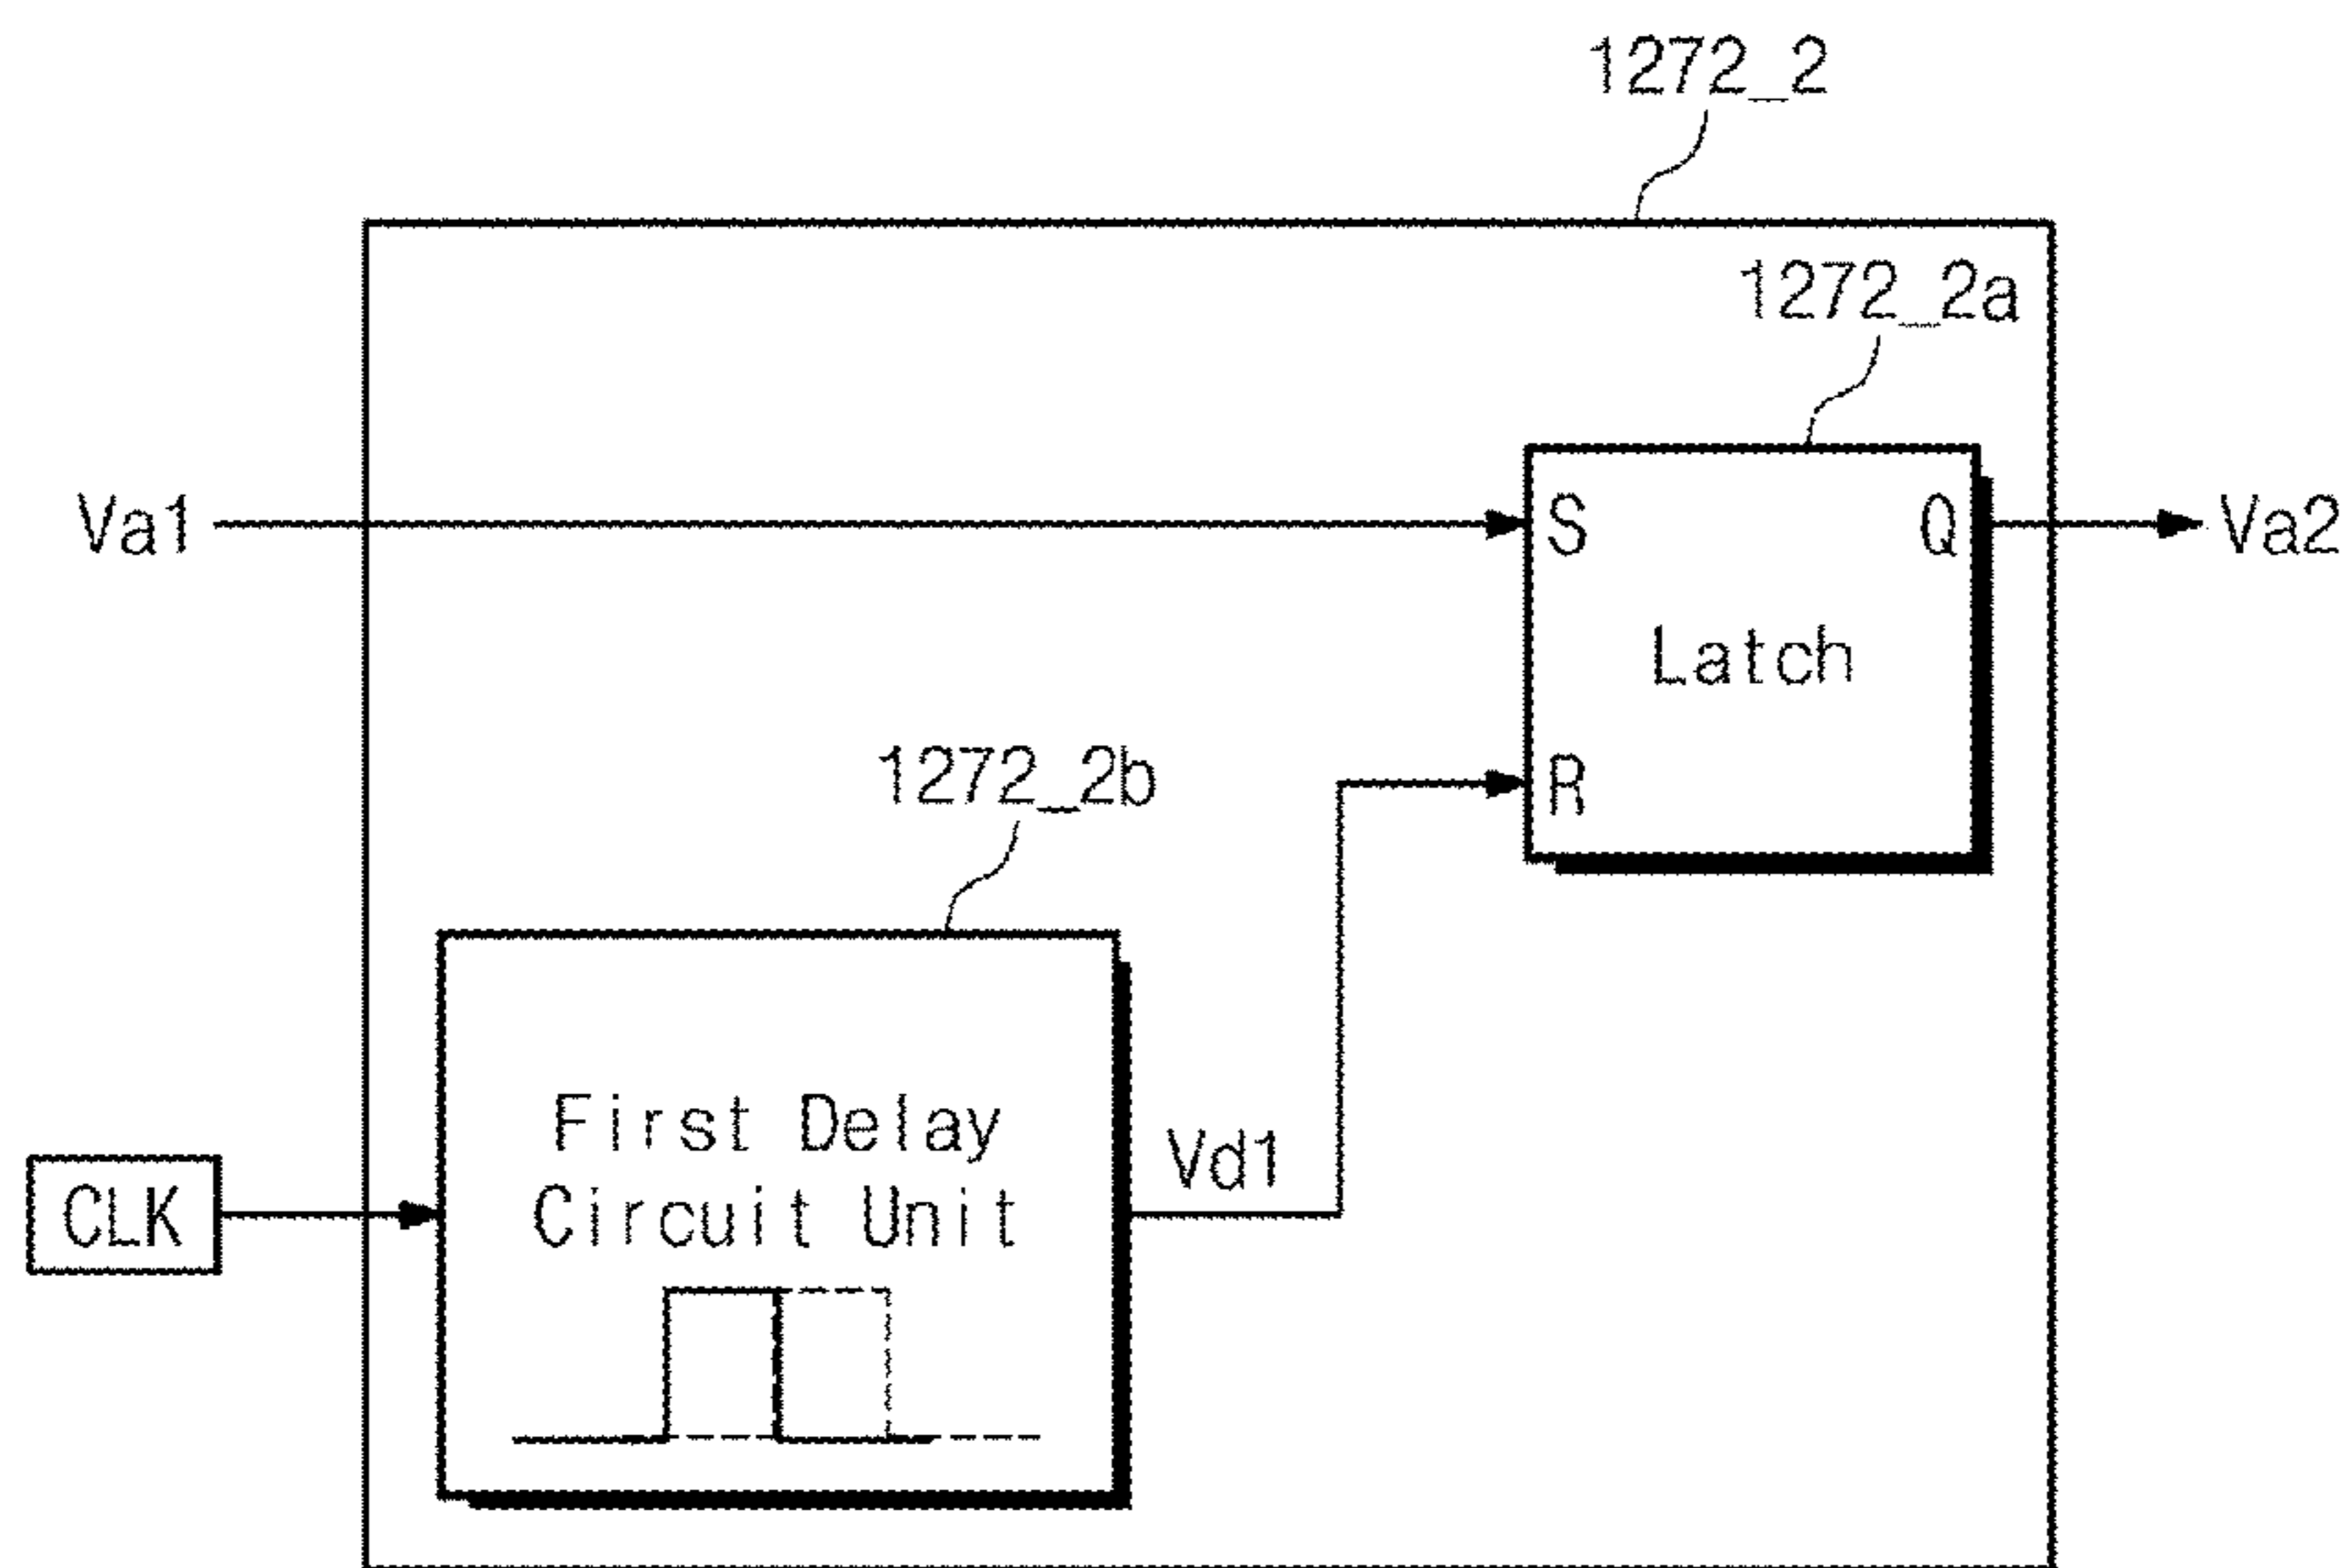 1272_2
1272_2a
Va1
S
Q
Va2
Latch
1272_2b
R
First Delay
Circuit Unit
Vd1
CLK